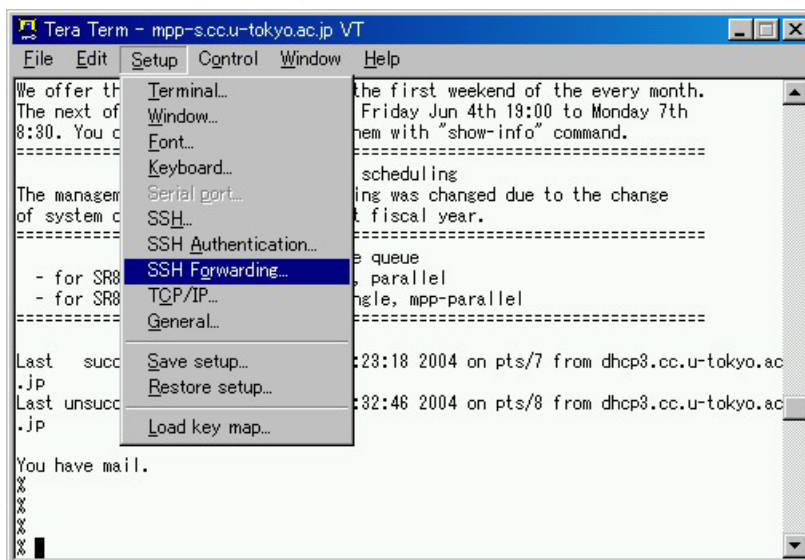 Tera Term - mpp-s.cc.u-tokyo.ac.jp VT
File Edit Setup Control Window Help
We offer th
the first weekend of the every month.
The next of
Friday Jun 4th 19:00 to Monday 7th
8:30. You c
hem with "show-info" command.
================================================================
scheduling
The managem
ing was changed due to the change
of system c
t fiscal year.
================================================================
e queue
- for SR8
, parallel
- for SR8
ngle, mpp-parallel
================================================================
Last succ
:23:18 2004 on pts/7 from dhcp3.cc.u-tokyo.ac
.jp
Last unsucc
:32:46 2004 on pts/8 from dhcp3.cc.u-tokyo.ac
.jp
You have mail.
%
%
%
%
Terminal...
Window...
Font...
Keyboard...
Serial port...
SSH...
SSH Authentication...
SSH Forwarding...
TCP/IP...
General...
Save setup...
Restore setup...
Load key map...